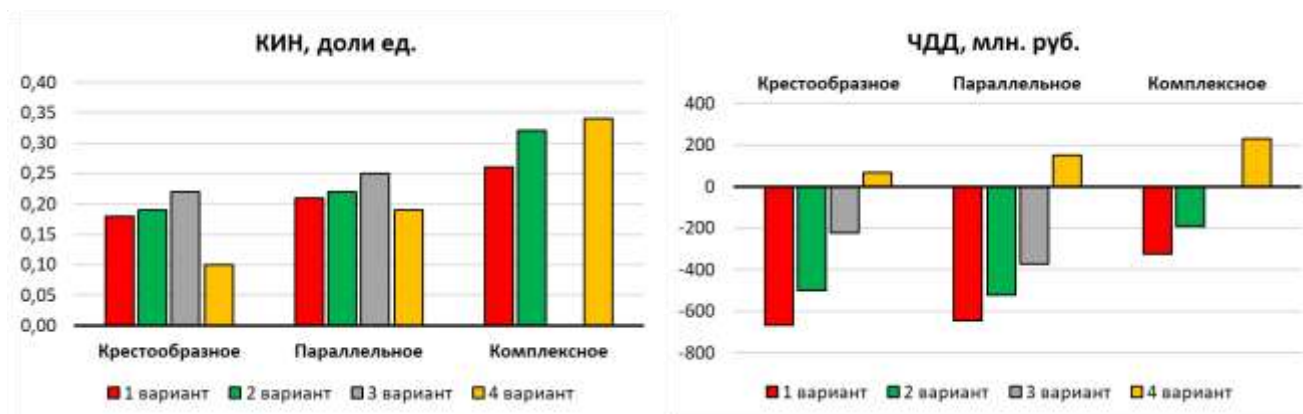 КИН, доли ед.
0,40
0,35
0,30
0,25
0,20
0,15
0,10
0,05
0,00
Крестообразное Параллельное Комплексное
1 вариант 2 вариант 3 вариант 4 вариант
ЧДД, млн. руб.
Крестообразное Параллельное Комплексное
400
200
0
-200
-400
-600
-800
1 вариант 2 вариант 3 вариант 4 вариант